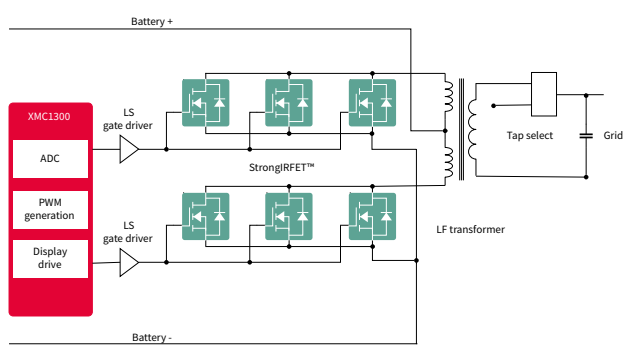 Battery +
XMC1300
ADC
PWM
generation
Display
drive
LS
gate driver
StrongIRFET™
LS
gate driver
Tap select
Grid
LF transformer
Battery -